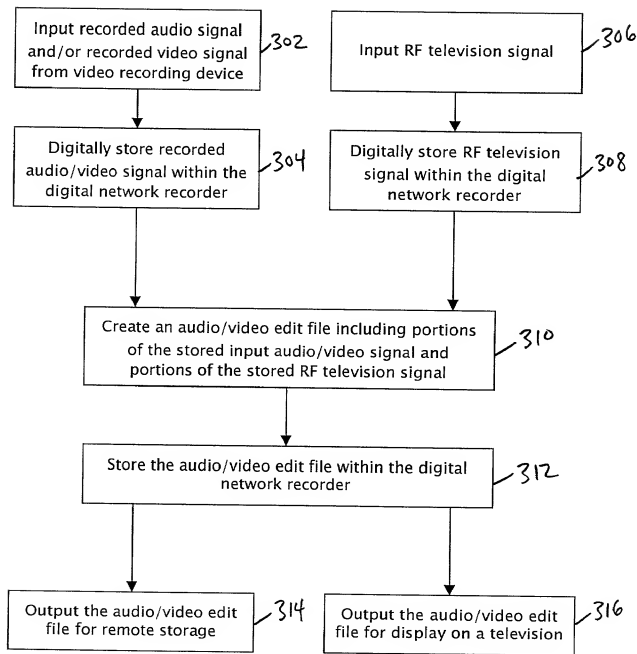 Input recorded audio signal
and/or recorded video signal
from video recording device
302
Input RF television signal
306
Digitally store recorded
audio/video signal within the
digital network recorder
304
Digitally store RF television
signal within the digital
network recorder
308
Create an audio/video edit file including portions
of the stored input audio/video signal and
portions of the stored RF television signal
310
Store the audio/video edit file within the digital
network recorder
312
Output the audio/video edit
file for remote storage
314
Output the audio/video edit
file for display on a television
316